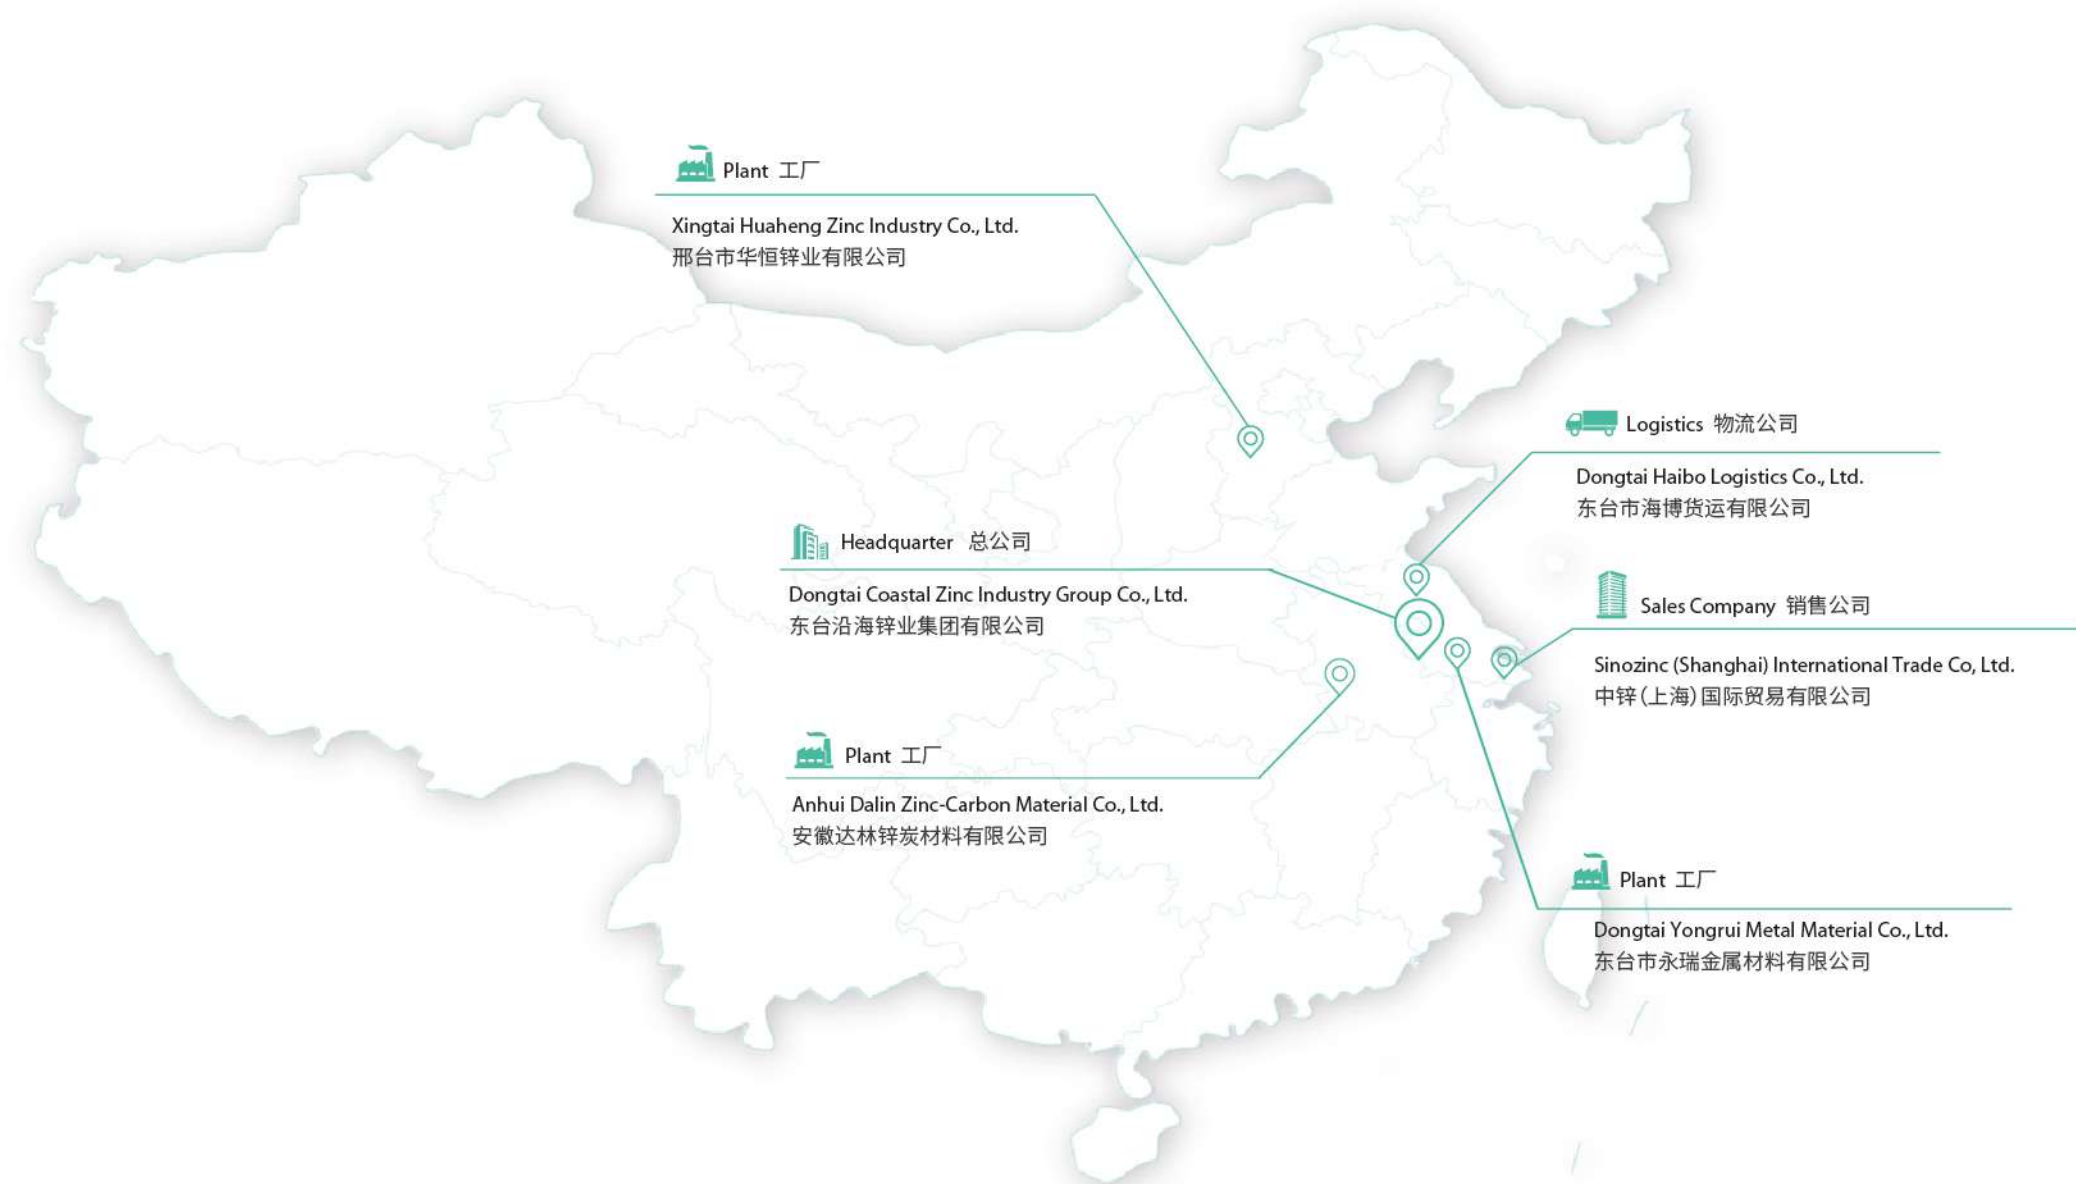 Plant 工厂
Xingtai Huaheng Zinc Industry Co., Ltd.
邢台市华恒锌业有限公司
Logistics 物流公司
Dongtai Haibo Logistics Co., Ltd.
东台市海博货运有限公司
Headquarter 总公司
Dongtai Coastal Zinc Industry Group Co., Ltd.
东台沿海锌业集团有限公司
Sales Company 销售公司
Sinozinc (Shanghai) International Trade Co, Ltd.
中锌(上海)国际贸易有限公司
Plant 工厂
Anhui Dalin Zinc-Carbon Material Co., Ltd.
安徽达林锌炭材料有限公司
Plant 工厂
Dongtai Yongrui Metal Material Co., Ltd.
东台市永瑞金属材料有限公司